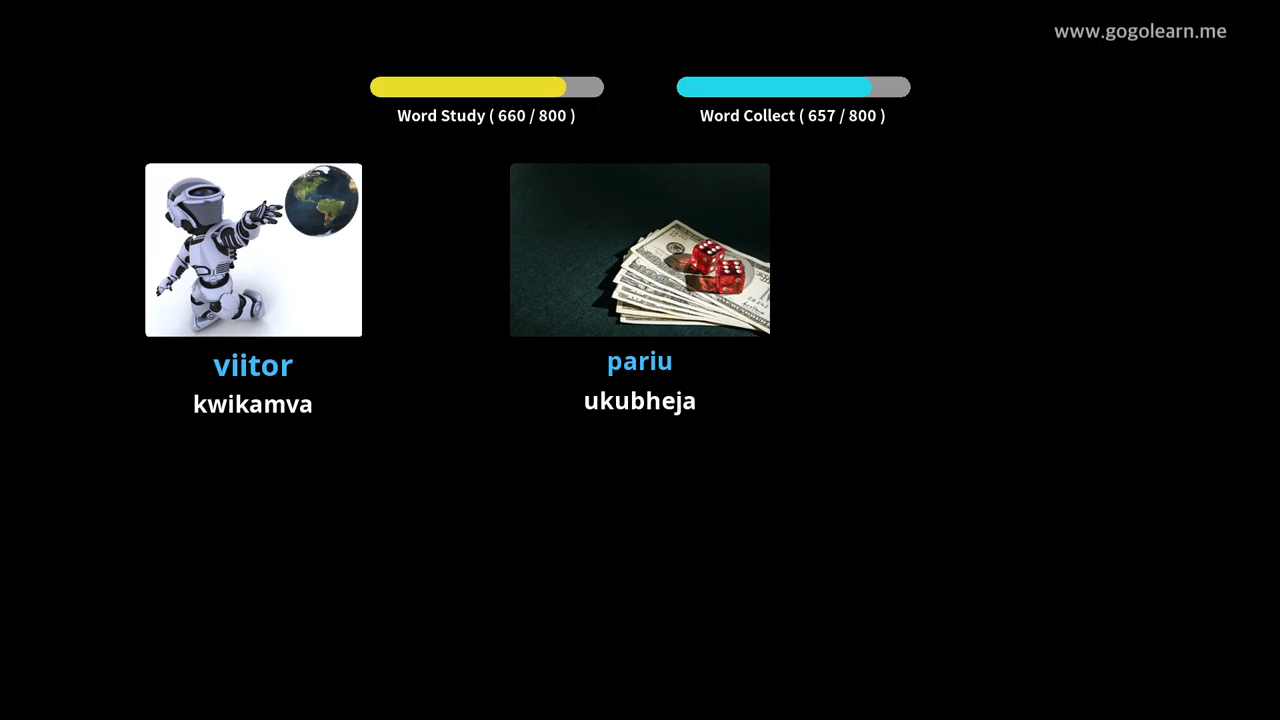 www.gogolearn.me
Word Study ( 660 / 800 )
Word Collect ( 657 / 800 )
viitor
kwikamva
pariu
ukubheja